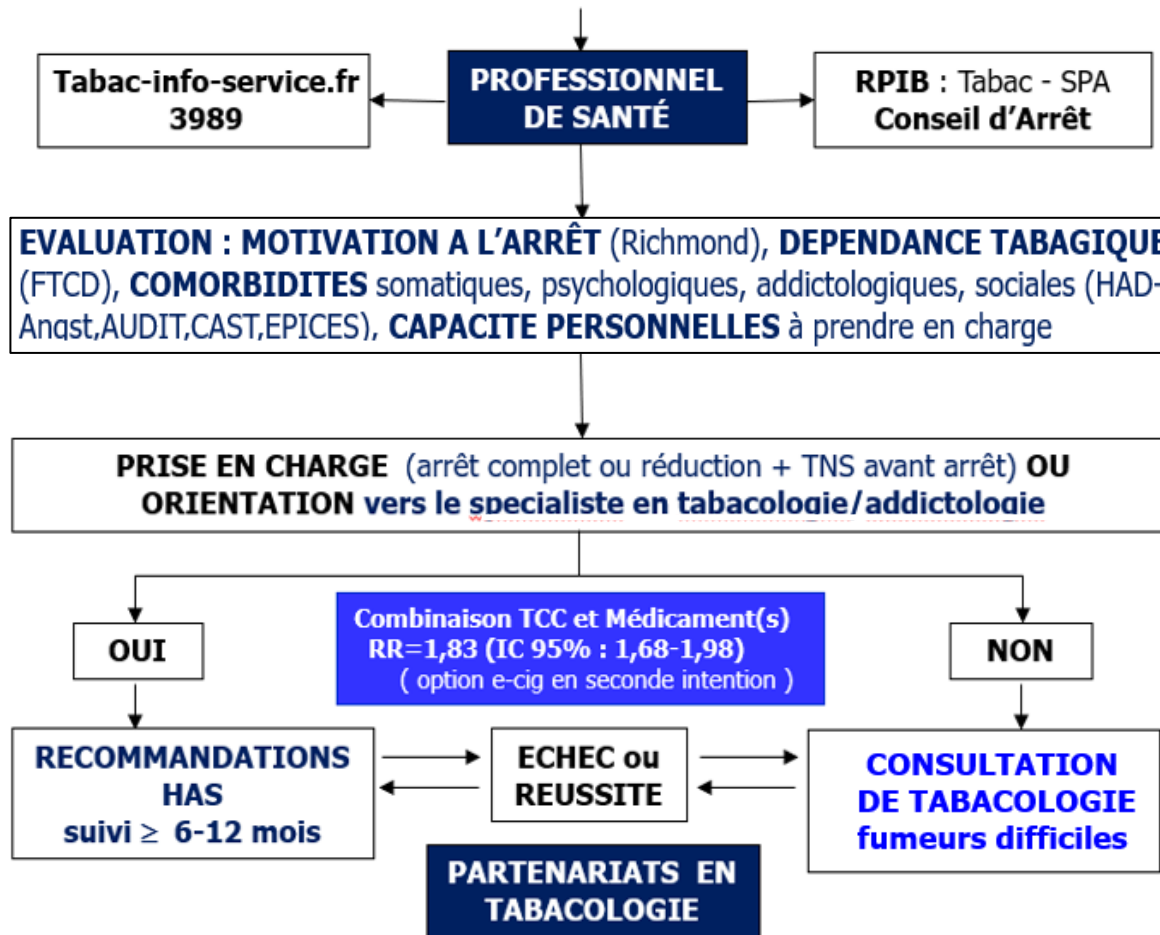 Tabac-info-service.fr
3989
PROFESSIONNEL
DE SANTÉ
RPIB : Tabac - SPA
Conseil d'Arrêt
EVALUATION : MOTIVATION A L'ARRÊT (Richmond), DEPENDANCE TABAGIQUE
(FTCD), COMORBIDITES somatiques, psychologiques, addictologiques, sociales (HAD-
Angst,AUDIT,CAST,EPICES), CAPACITE PERSONNELLES à prendre en charge
PRISE EN CHARGE (arrêt complet ou réduction + TNS avant arrêt) OU
ORIENTATION vers le specialiste en tabacologie/addictologie
OUI
Combinaison TCC et Médicament(s)
RR=1,83 (IC 95% : 1,68-1,98)
( option e-cig en seconde intention )
NON
RECOMMANDATIONS
HAS
suivi ≥ 6-12 mois
ECHEC ou
REUSSITE
CONSULTATION
DE TABACOLOGIE
fumeurs difficiles
PARTENARIATS EN
TABACOLOGIE